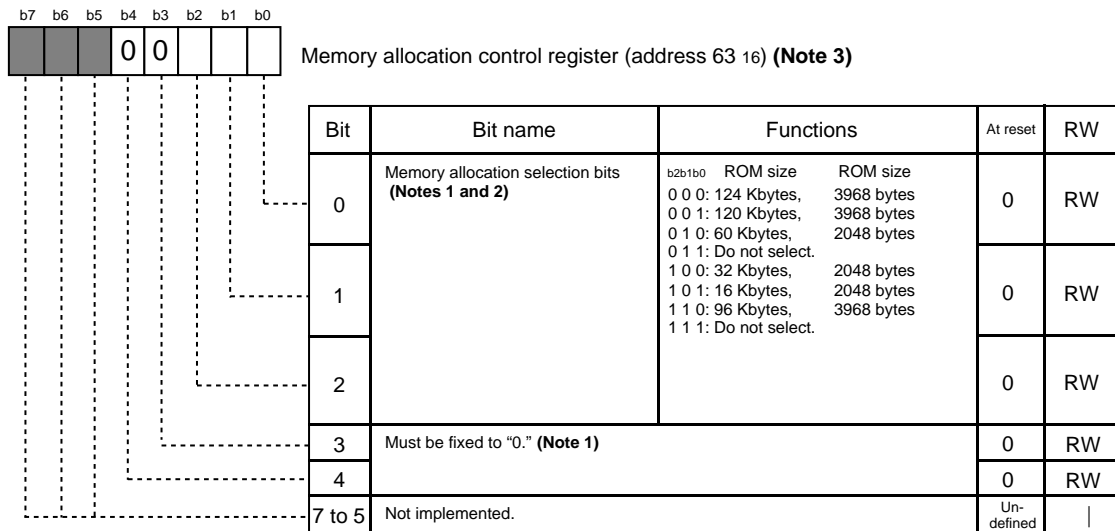 b7 b6 b5 b4 b3 b2 b1 b0
0 0
Memory allocation control register (address 63 16) (Note 3)
Bit Bit name Functions At reset RW
0 Memory allocation selection bits
(Notes 1 and 2)
b2b1b0 ROM size ROM size
0 0 0: 124 Kbytes, 3968 bytes
0 0 1: 120 Kbytes, 3968 bytes
0 1 0: 60 Kbytes, 2048 bytes
0 1 1: Do not select.
1 0 0: 32 Kbytes, 2048 bytes
1 0 1: 16 Kbytes, 2048 bytes
1 1 0: 96 Kbytes, 3968 bytes
1 1 1: Do not select.
0 RW
1 0 RW
2 0 RW
3 Must be fixed to “0.” (Note 1) 0 RW
4 0 RW
7 to 5 Not implemented. Un-
defined |